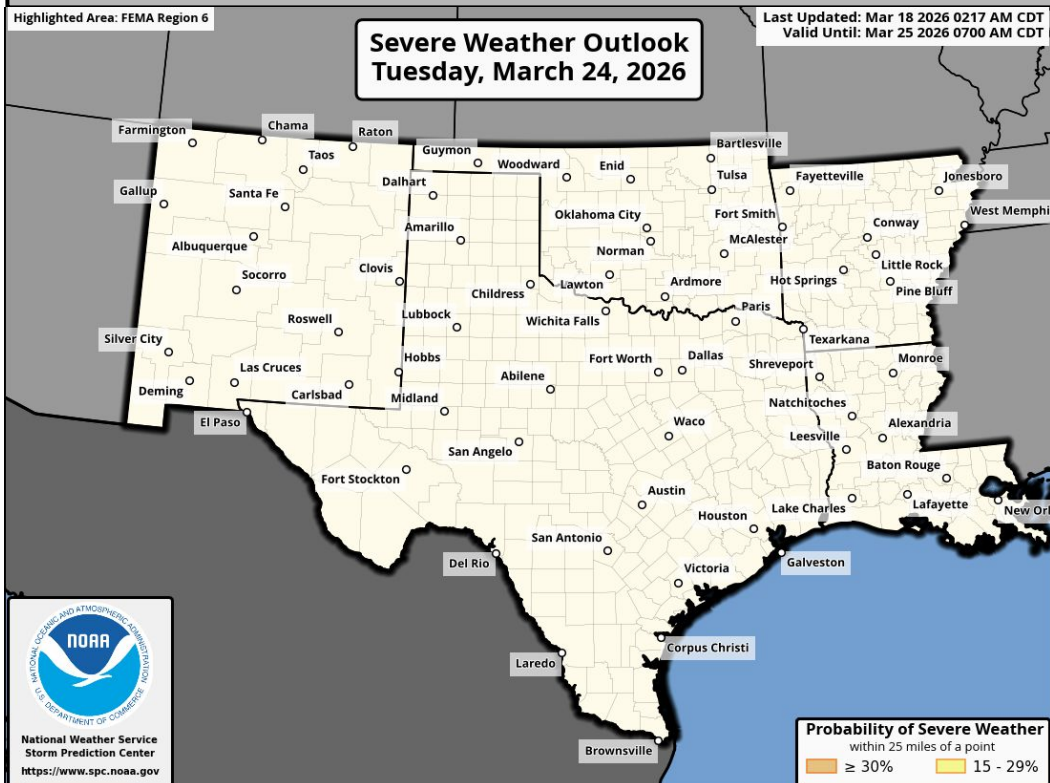 Highlighted Area: FEMA Region 6
Severe Weather Outlook
Tuesday, March 24, 2026
Last Updated: Mar 18 2026 0217 AM CDT
Valid Until: Mar 25 2026 0700 AM CDT
Farmington
Chama
Raton
Taos
Guymon
Woodward
Enid
Bartlesville
Tulsa
Fayetteville
Jonesboro
Gallup
Santa Fe
Dalhart
Oklahoma City
Fort Smith
West Memphi
Albuquerque
Amarillo
Norman
McAlester
Conway
Socorro
Clovis
Childress
Lawton
Ardmore
Hot Springs
Little Rock
Pine Bluff
Roswell
Lubbock
Wichita Falls
Paris
Texarkana
Silver City
Hobbs
Fort Worth
Dallas
Shreveport
Monroe
Las Cruces
Deming
Carlsbad
Midland
Abilene
Natchitoches
El Paso
Waco
Leesville
Alexandria
San Angelo
Fort Stockton
Baton Rouge
Austin
Houston
Lake Charles
Lafayette
New Orl
San Antonio
Del Rio
Galveston
Victoria
Corpus Christi
Laredo
Brownsville
NATIONAL OCEANIC AND ATMOSPHERIC ADMINISTRATION
NOAA
U.S. DEPARTMENT OF COMMERCE
National Weather Service
Storm Prediction Center
https://www.spc.noaa.gov
Probability of Severe Weather
within 25 miles of a point
≥ 30%
15 - 29%